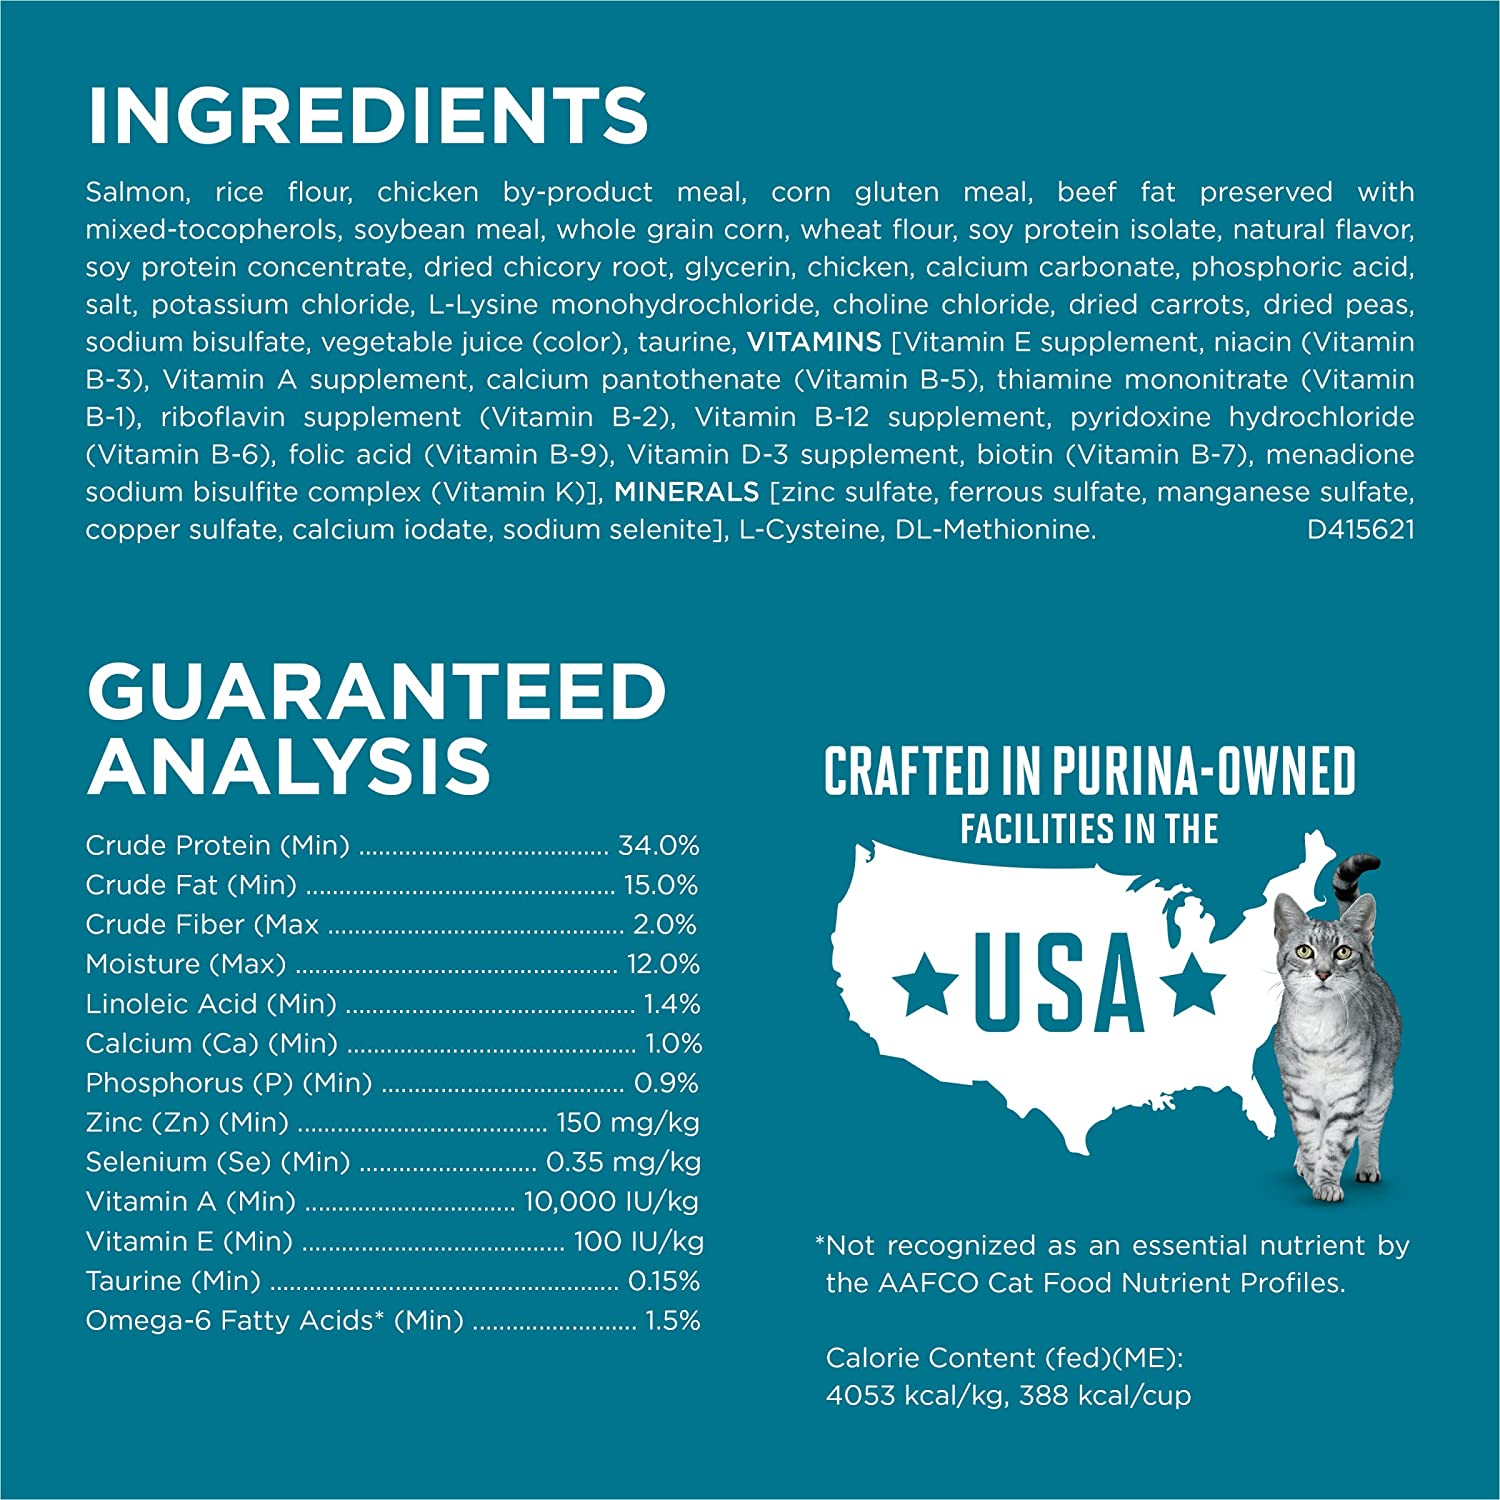 INGREDIENTS
Salmon, rice flour, chicken by-product meal, corn gluten meal, beef fat preserved with
mixed-tocopherols, soybean meal, whole grain corn, wheat flour, soy protein isolate, natural flavor,
soy protein concentrate, dried chicory root, glycerin, chicken, calcium carbonate, phosphoric acid,
salt, potassium chloride, L-Lysine monohydrochloride, choline chloride, dried carrots, dried peas,
sodium bisulfate, vegetable juice (color), taurine, VITAMINS [Vitamin E supplement, niacin (Vitamin
B-3), Vitamin A supplement, calcium pantothenate (Vitamin B-5), thiamine mononitrate (Vitamin
B-1), riboflavin supplement (Vitamin B-2), Vitamin B-12 supplement, pyridoxine hydrochloride
(Vitamin B-6), folic acid (Vitamin B-9), Vitamin D-3 supplement, biotin (Vitamin B-7), menadione
sodium bisulfite complex (Vitamin K)], MINERALS [zinc sulfate, ferrous sulfate, manganese sulfate,
copper sulfate, calcium iodate, sodium selenite], L-Cysteine, DL-Methionine. D415621
GUARANTEED
ANALYSIS
Crude Protein (Min) ...................................... 34.0%
Crude Fat (Min) ............................................... 15.0%
Crude Fiber (Max ............................................. 2.0%
Moisture (Max) ................................................. 12.0%
Linoleic Acid (Min) ............................................ 1.4%
Calcium (Ca) (Min) ............................................ 1.0%
Phosphorus (P) (Min) ..................................... 0.9%
Zinc (Zn) (Min) ...................................... 150 mg/kg
Selenium (Se) (Min) ........................... 0.35 mg/kg
Vitamin A (Min) ................................ 10,000 IU/kg
Vitamin E (Min) ........................................ 100 IU/kg
Taurine (Min) ..................................................... 0.15%
Omega-6 Fatty Acids* (Min) ......................... 1.5%
CRAFTED IN PURINA-OWNED
FACILITIES IN THE
USA
*Not recognized as an essential nutrient by
the AAFCO Cat Food Nutrient Profiles.
Calorie Content (fed)(ME):
4053 kcal/kg, 388 kcal/cup